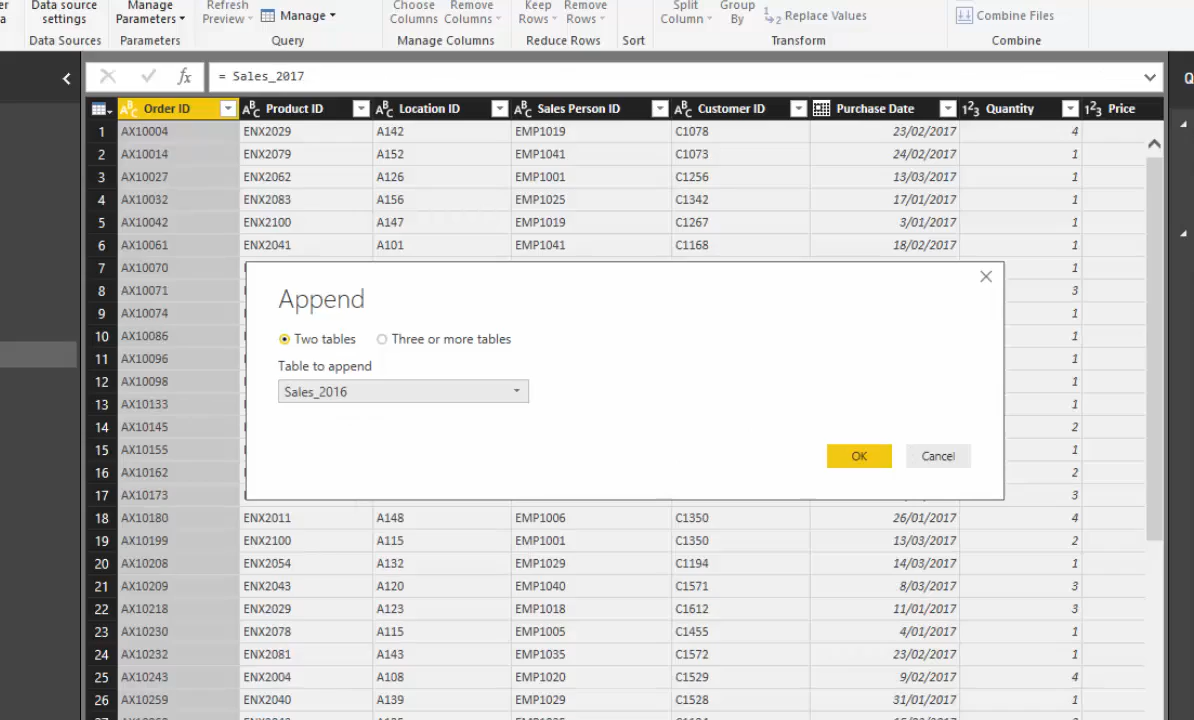 er Data source Manage Refresh Choose Remove Keep Remove Split Group
a settings Parameters Preview Manage Columns Columns Rows Rows Column By 1 2 Replace Values Combine Files
Data Sources Parameters Query Manage Columns Reduce Rows Sort Transform Combine
fx = Sales_2017 Q
ABC Order ID ABC Product ID ABC Location ID ABC Sales Person ID ABC Customer ID Purchase Date 123 Quantity 123 Price
1 AX10004 ENX2029 A142 EMP1019 C1078 23/02/2017 4
2 AX10014 ENX2079 A152 EMP1041 C1073 24/02/2017 1
3 AX10027 ENX2062 A126 EMP1001 C1256 13/03/2017 1
4 AX10032 ENX2083 A156 EMP1025 C1342 17/01/2017 1
5 AX10042 ENX2100 A147 EMP1019 C1267 3/01/2017 1
6 AX10061 ENX2041 A101 EMP1041 C1168 18/02/2017 1
7 AX10070 1
8 AX10071 3
9 AX10074 1
10 AX10086 1
11 AX10096 1
12 AX10098 1
13 AX10133 1
14 AX10145 2
15 AX10155 1
16 AX10162 2
17 AX10173 3
Append
Two tables Three or more tables
Table to append
Sales_2016
OK Cancel
18 AX10180 ENX2011 A148 EMP1006 C1350 26/01/2017 4
19 AX10199 ENX2100 A115 EMP1001 C1350 13/03/2017 2
20 AX10208 ENX2054 A132 EMP1029 C1194 14/03/2017 1
21 AX10209 ENX2043 A120 EMP1040 C1571 8/03/2017 3
22 AX10218 ENX2029 A123 EMP1018 C1612 11/01/2017 3
23 AX10230 ENX2078 A115 EMP1005 C1455 4/01/2017 1
24 AX10232 ENX2081 A143 EMP1035 C1572 23/02/2017 1
25 AX10243 ENX2004 A108 EMP1020 C1529 9/02/2017 4
26 AX10259 ENX2040 A139 EMP1029 C1528 31/01/2017 1